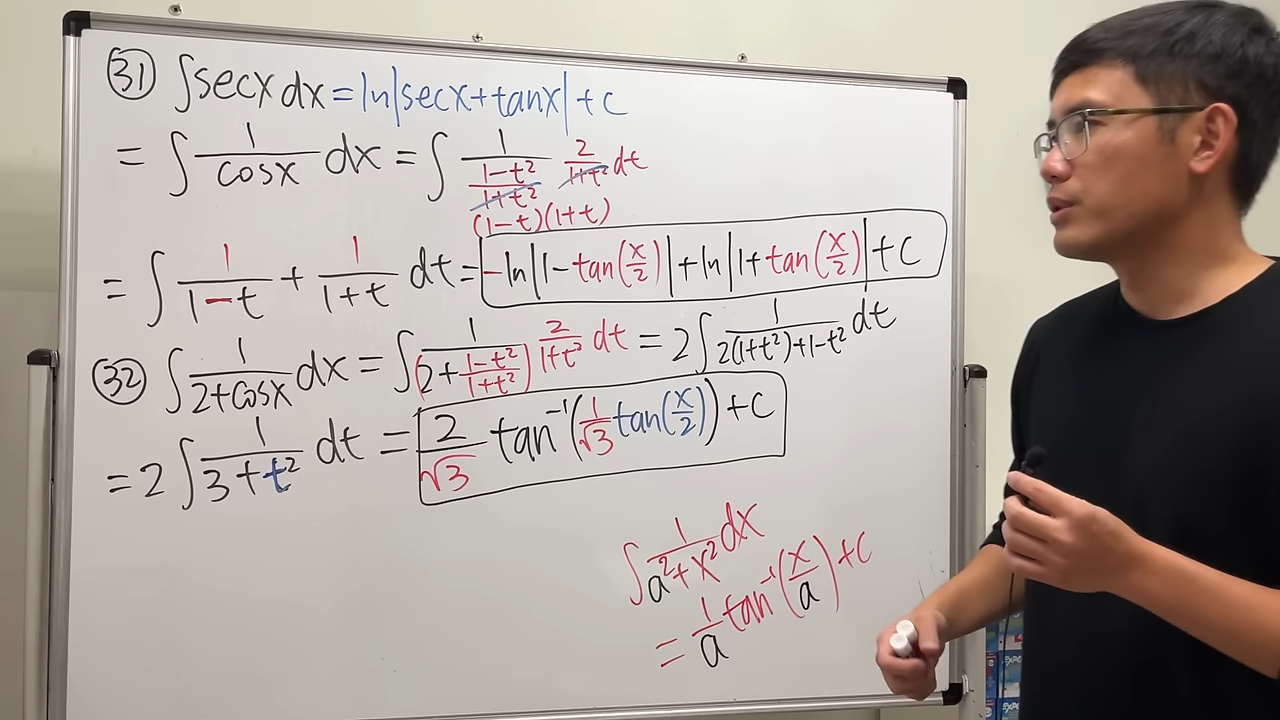 ㉛ ∫secx dx = ln|secx+tanx| + c
= ∫ 1/cosx dx = ∫ 1/((1-t²)/(1+t²)) 2/(1+t²) dt
(1-t)(1+t)
= ∫ 1/(1-t) + 1/(1+t) dt = -ln|1-tan(x/2)| + ln|1+tan(x/2)| + C
㉜ ∫ 1/(2+cosx) dx = ∫ 1/(2+(1-t²)/(1+t²)) 2/(1+t²) dt = 2∫ 1/(2(1+t²)+1-t²) dt
= 2∫ 1/(3+t²) dt = 2/√3 tan⁻¹(1/√3 tan(x/2)) + C
∫ 1/(a²+x²) dx
= 1/a tan⁻¹(x/a) + C
EXPO
EXPO